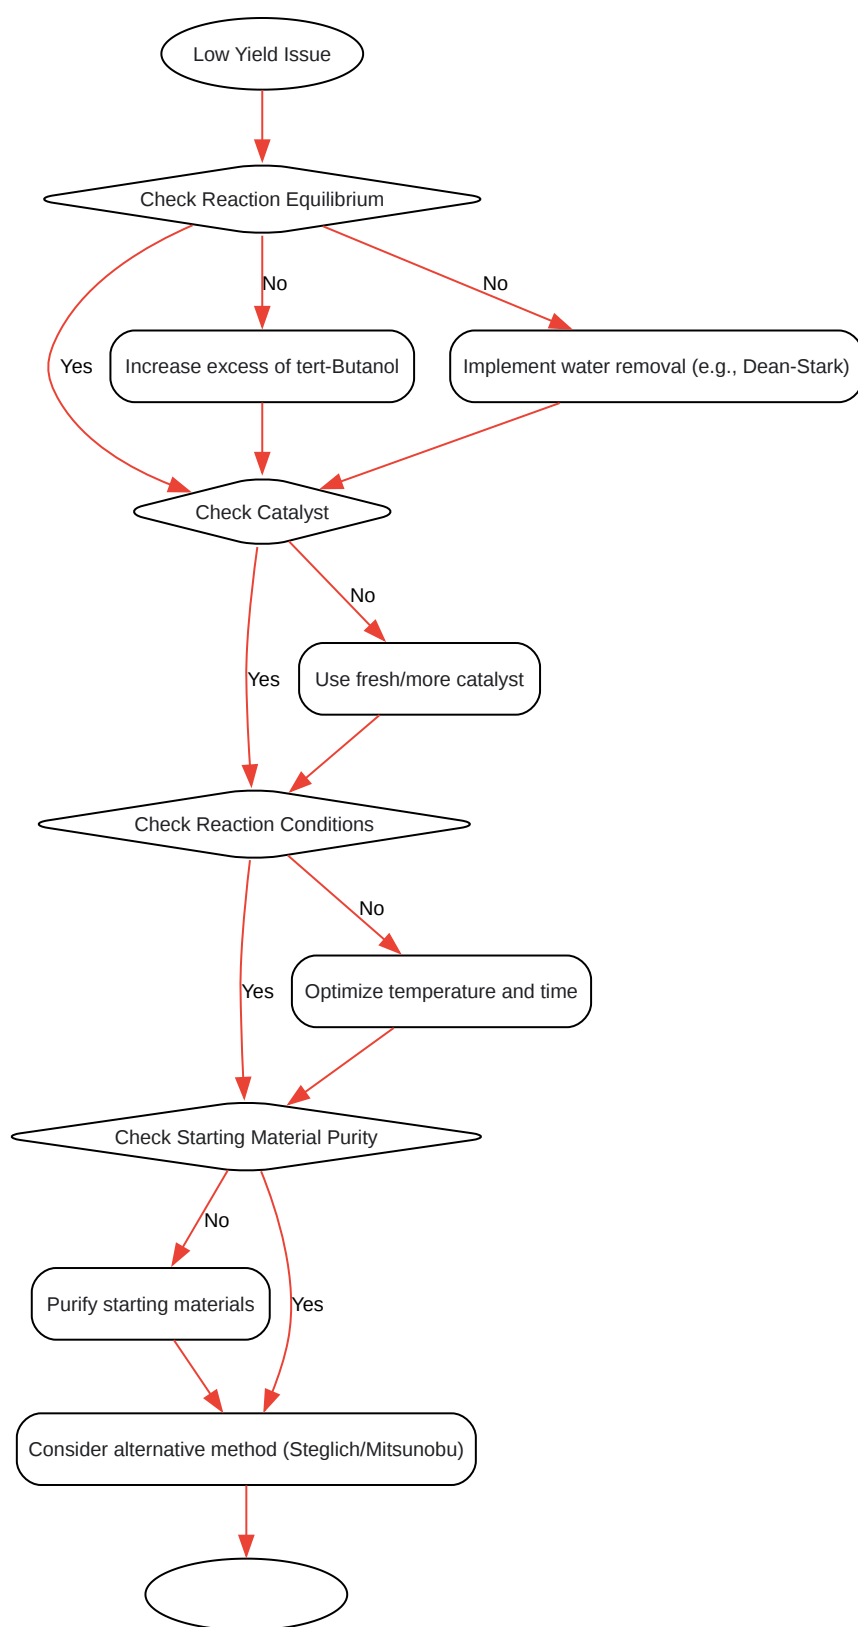 Low Yield Issue
Check Reaction Equilibrium
No
No
Yes
Increase excess of tert-Butanol
Implement water removal (e.g., Dean-Stark)
Check Catalyst
No
Yes
Use fresh/more catalyst
Check Reaction Conditions
No
Yes
Optimize temperature and time
Check Starting Material Purity
No
Purify starting materials
Yes
Consider alternative method (Steglich/Mitsunobu)